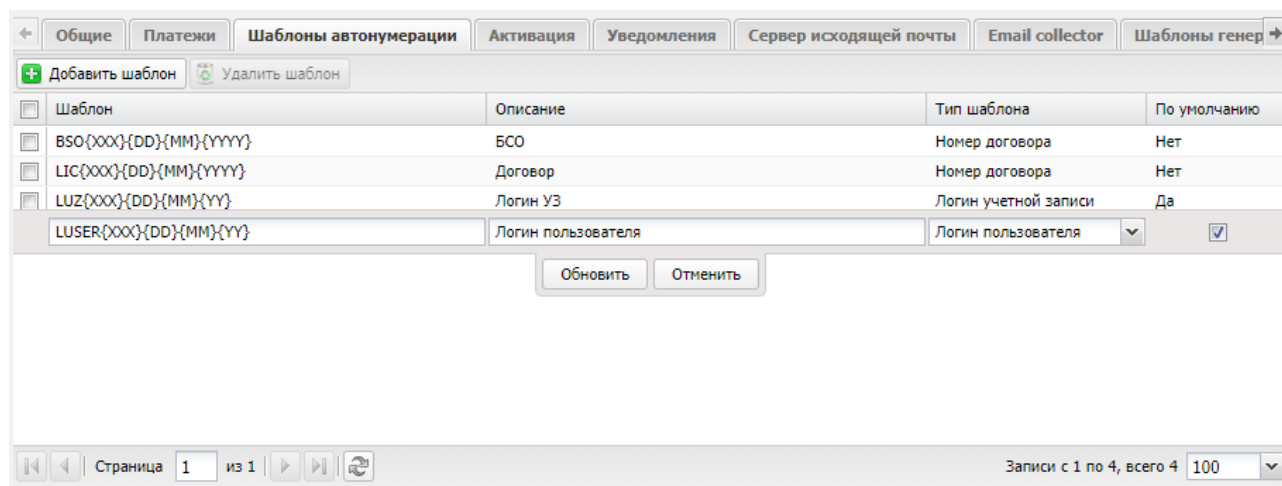 Общие Платежи Шаблоны автонумерации Активация Уведомления Сервер исходящей почты Email collector Шаблоны генер
Добавить шаблон Удалить шаблон
Шаблон Описание Тип шаблона По умолчанию
BSO{XXX}{DD}{MM}{YYYY} БСО Номер договора Нет
LIC{XXX}{DD}{MM}{YYYY} Договор Номер договора Нет
LUZ{XXX}{DD}{MM}{YY} Логин УЗ Логин учетной записи Да
LUSER{XXX}{DD}{MM}{YY} Логин пользователя Логин пользователя
Обновить Отменить
Страница 1 из 1 Записи с 1 по 4, всего 4 100